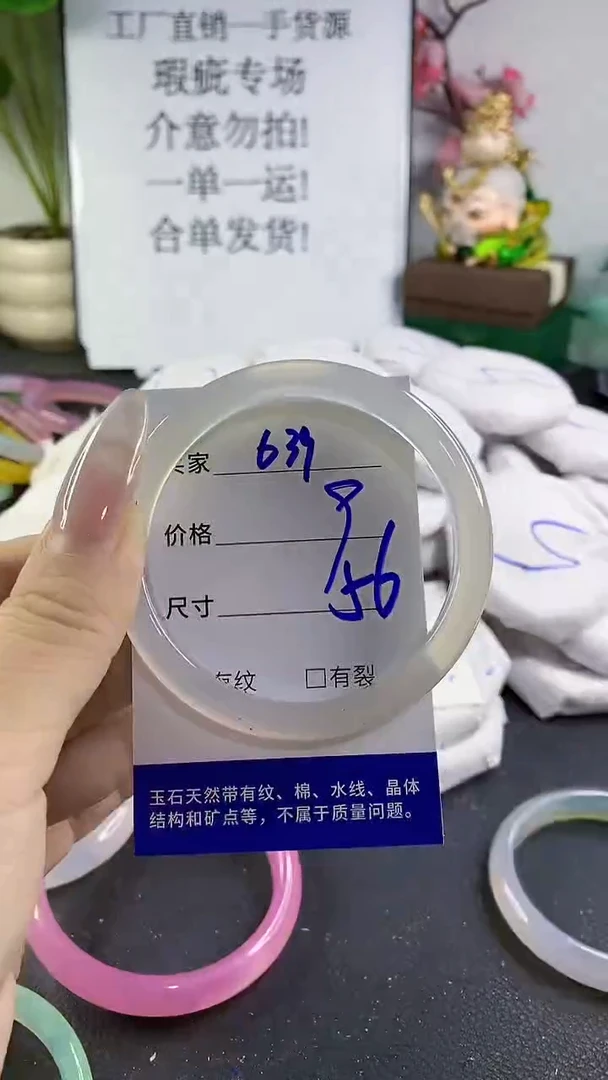 工厂直销一手货源
瑕疵专场
介意勿拍!
一单一运!
合单发货!
家 639
价格
尺寸 56
纹 □有裂
玉石天然带有纹、棉、水线、晶体
结构和矿点等，不属于质量问题。